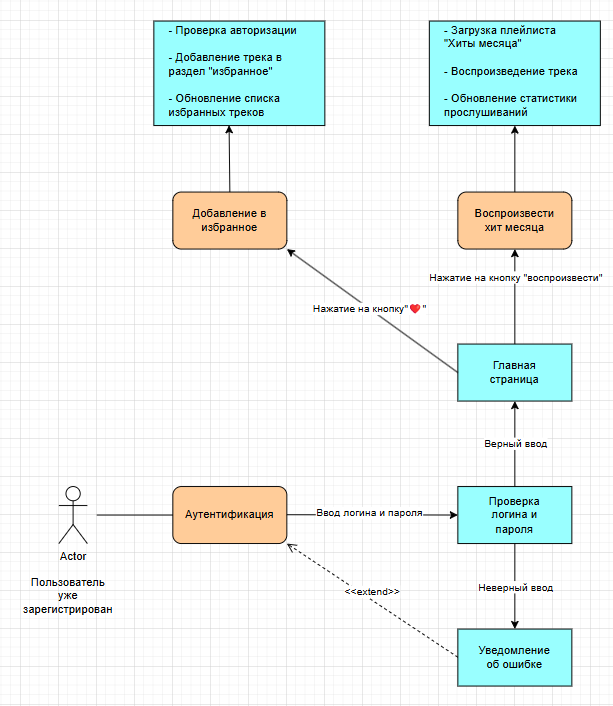 - Проверка авторизации
- Добавление трека в
раздел "избранное"
- Обновление списка
избранных треков
- Загрузка плейлиста
"Хиты месяца"
- Воспроизведение трека
- Обновление статистики
прослушиваний
Добавление в
избранное
Воспроизвести
хит месяца
Нажатие на кнопку "воспроизвести"
Нажатие на кнопку"❤️ "
Главная
страница
Верный ввод
Аутентификация
Ввод логина и пароля
Проверка
логина и
пароля
Actor
Пользователь
уже
зарегистрирован
Неверный ввод
<<extend>>
Уведомление
об ошибке